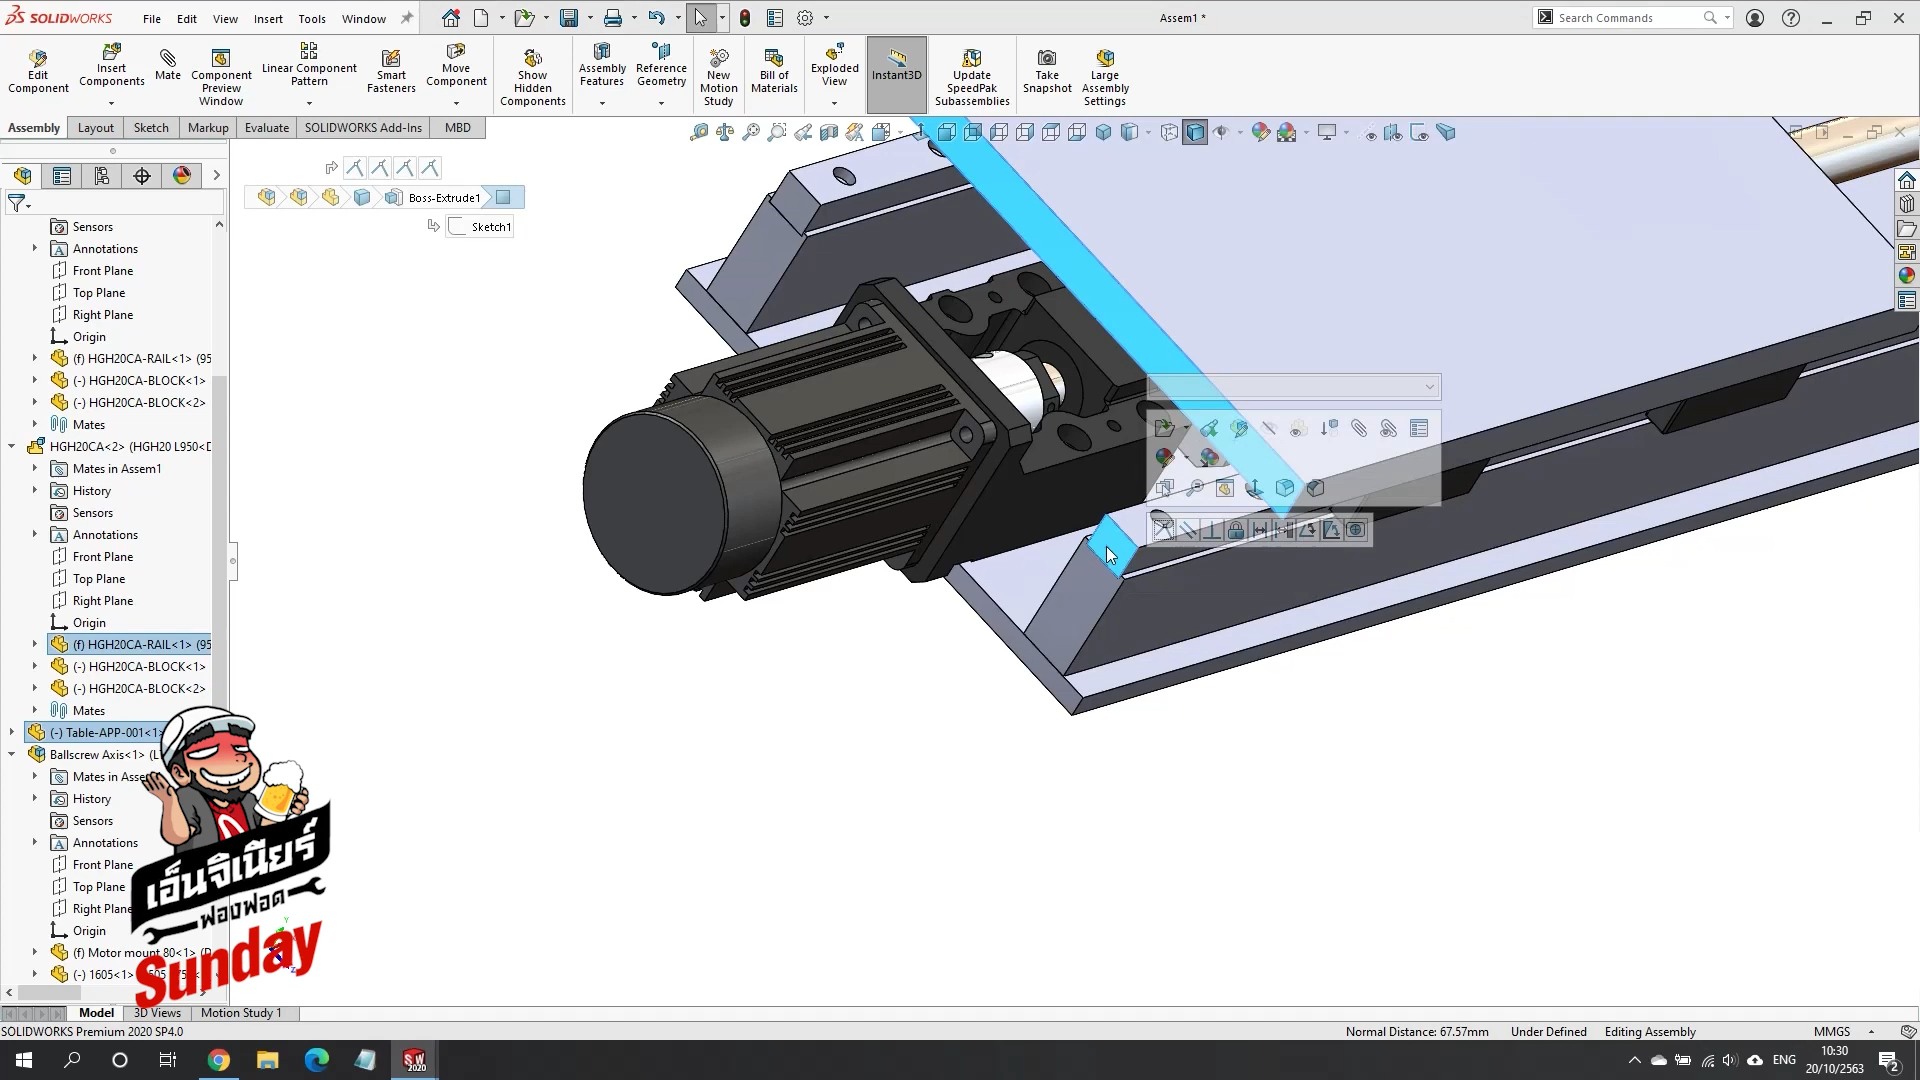 SOLIDWORKS
File Edit View Insert Tools Window
Assem1 *
Search Commands
Edit Component
Insert Components
Mate
Component Preview Window
Linear Component Pattern
Smart Fasteners
Move Component
Show Hidden Components
Assembly Features
Reference Geometry
New Motion Study
Bill of Materials
Exploded View
Instant3D
Update SpeedPak Subassemblies
Take Snapshot
Large Assembly Settings
Assembly Layout Sketch Markup Evaluate SOLIDWORKS Add-Ins MBD
Boss-Extrude1
Sketch1
Sensors
Annotations
Front Plane
Top Plane
Right Plane
Origin
(f) HGH20CA-RAIL<1> (95
(-) HGH20CA-BLOCK<1>
(-) HGH20CA-BLOCK<2>
Mates
HGH20CA<2> (HGH20 L950<D
Mates in Assem1
History
Sensors
Annotations
Front Plane
Top Plane
Right Plane
Origin
(f) HGH20CA-RAIL<1> (95
(-) HGH20CA-BLOCK<1>
(-) HGH20CA-BLOCK<2>
Mates
(-) Table-APP-001<1>
Ballscrew Axis<1> (L
Mates in Asse
History
Sensors
Annotations
Front Plane
Top Plane
Right Plane
Origin
(f) Motor mount 80<1> (D
(-) 1605<1>
เอ็นจิเนียร์
ฟองฟอด
Sunday
Model 3D Views Motion Study 1
SOLIDWORKS Premium 2020 SP4.0
Normal Distance: 67.57mm Under Defined Editing Assembly MMGS
SW 2020
ENG
10:30
20/10/2563
2